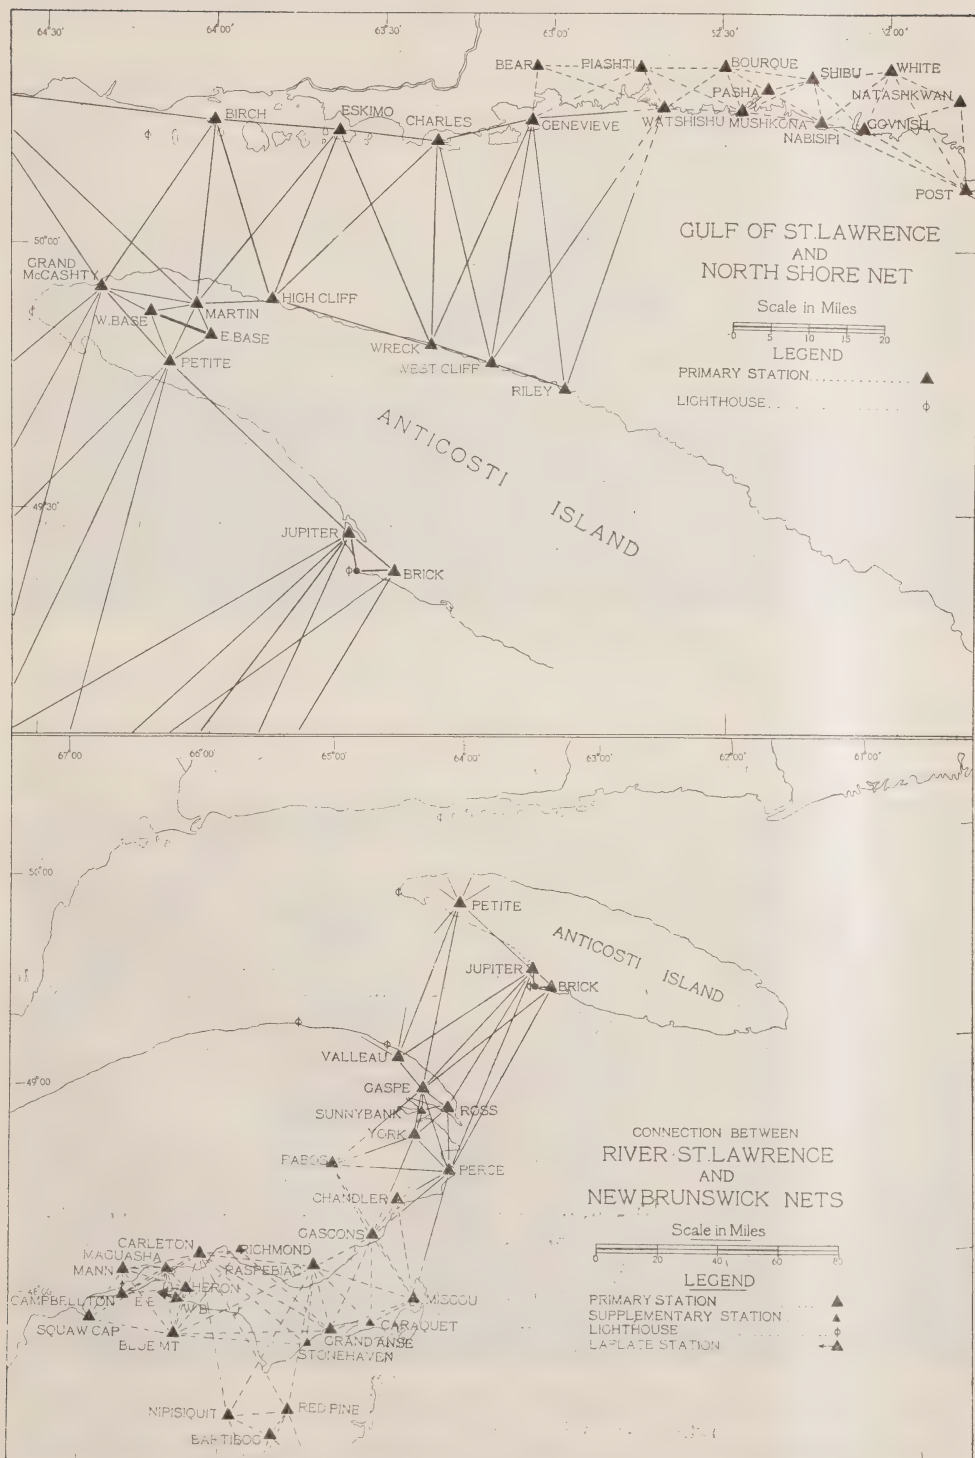 64°30'
64°00'
63°30'
63°00'
62°30'
62°00'
BEAR
PIASHTI
BOURQUE
SHIBU
WHITE
PASHA
NATASHKWAN
BIRCH
ESKIMO
CHARLES
GENEVIEVE
WATSHISHU
MUSHKONA
NABISIPI
GOVNISH
POST
50°00'
GRAND
McCASHTY
W.BASE
MARTIN
E.BASE
HIGH CLIFF
PETITE
WRECK
WEST CLIFF
RILEY
GULF OF ST.LAWRENCE
AND
NORTH SHORE NET
Scale in Miles
0 5 10 15 20
LEGEND
PRIMARY STATION
LIGHTHOUSE
ANTICOSTI
ISLAND
49°30'
JUPITER
BRICK
67°00'
66°00'
65°00'
64°00'
63°00'
62°00'
61°00'
50°00'
PETITE
ANTICOSTI ISLAND
JUPITER
BRICK
VALLEAU
49°00'
GASPE
SUNNYBANK
ROSS
YORK
PABOS
PERCE
CHANDLER
GASCONS
CARLETON
RICHMOND
MAGUASHA
PASPEBIAC
MANN
HERON
CAMPBELLTON
MISCOU
SQUAW CAP
CARAQUET
BLUE MT
GRAND ANSE
STONEHAVEN
NIPISIQUIT
RED PINE
BARTIBOG
CONNECTION BETWEEN
RIVER ST.LAWRENCE
AND
NEW BRUNSWICK NETS
Scale in Miles
0 20 40 60 80
LEGEND
PRIMARY STATION
SUPPLEMENTARY STATION
LIGHTHOUSE
LAPLATE STATION